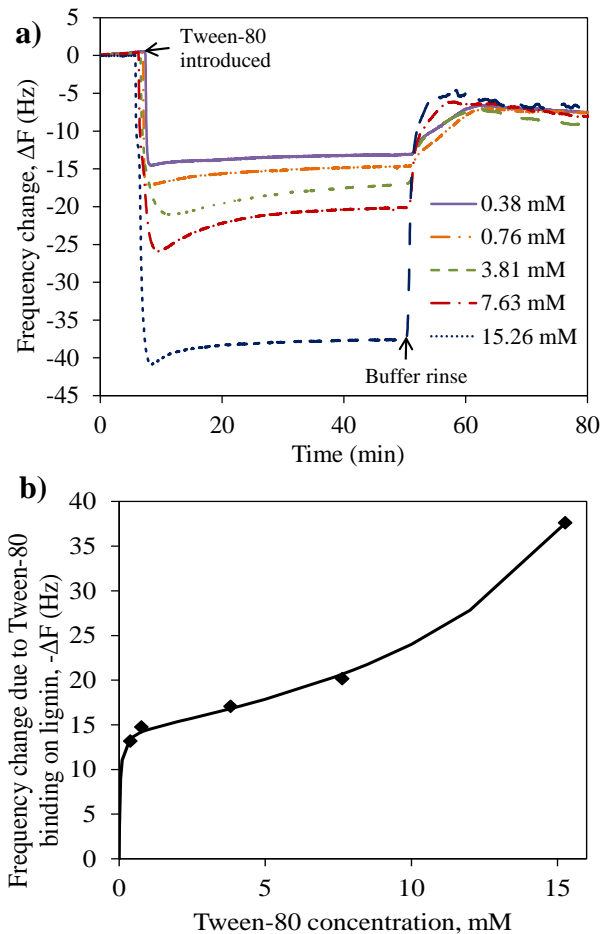 a)
Tween-80
introduced
Frequency change, ΔF (Hz)
5
0
-5
-10
-15
-20
-25
-30
-35
-40
-45
0.38 mM
0.76 mM
3.81 mM
7.63 mM
15.26 mM
Buffer rinse
0
20
40
60
80
Time (min)
b)
Frequency change due to Tween-80
binding on lignin, -ΔF (Hz)
40
35
30
25
20
15
10
5
0
0
5
10
15
Tween-80 concentration, mM